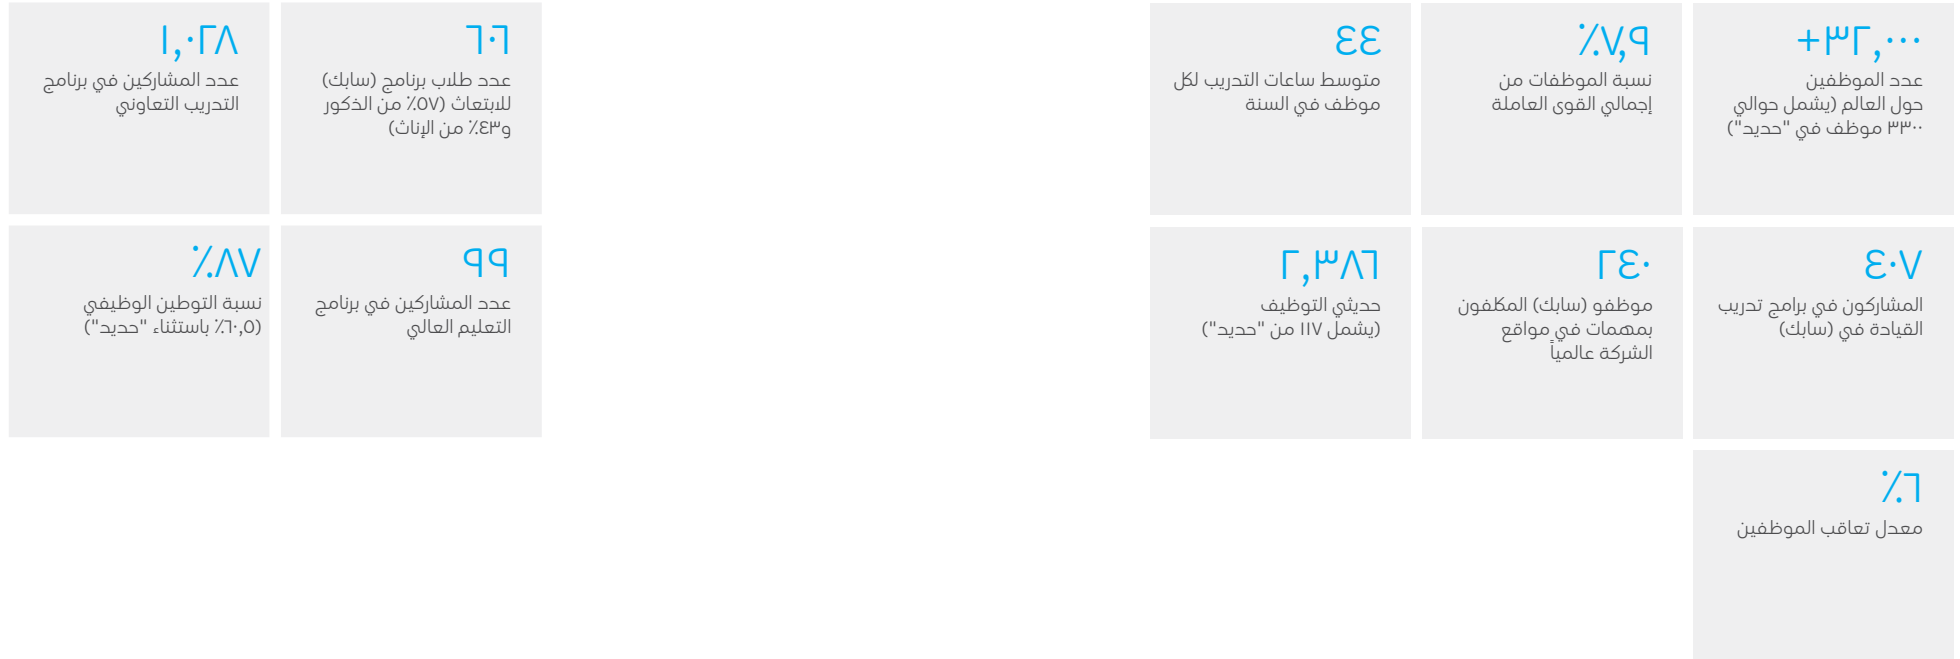 +٣٢,٠٠٠
عدد الموظفين
حول العالم (يشمل حوالي
٣٣٠٠ موظف في "حديد")
٪٧,٩
نسبة الموظفات من
إجمالي القوى العاملة
٤٤
متوسط ساعات التدريب لكل
موظف في السنة
٤٠٧
المشاركون في برامج تدريب
القيادة في (سابك)
٢٤٠
موظفو (سابك) المكلفون
بمهمات في مواقع
الشركة عالمياً
٢,٣٨٦
حديثي التوظيف
(يشمل ١١٧ من "حديد")
٪٦
معدل تعاقب الموظفين
٦٠٦
عدد طلاب برنامج (سابك)
للابتعاث (٥٧٪ من الذكور
و٤٣٪ من الإناث)
١,٠٢٨
عدد المشاركين في برنامج
التدريب التعاوني
٩٩
عدد المشاركين في برنامج
التعليم العالي
٪٨٧
نسبة التوطين الوظيفي
(٦٠,٥٪ باستثناء "حديد")